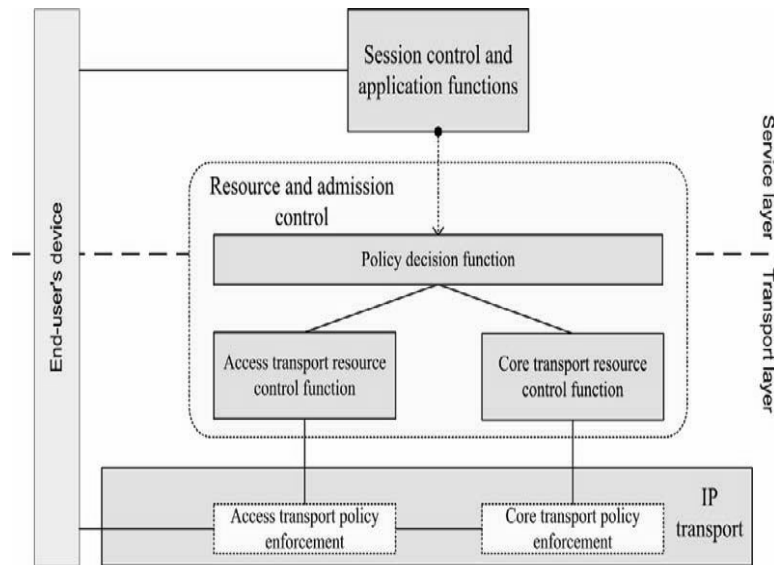 Session control and
application functions
Service layer
Resource and admission
control
Policy decision function
End-user's device
Transport layer
Access transport resource
control function
Core transport resource
control function
IP
transport
Access transport policy
enforcement
Core transport policy
enforcement